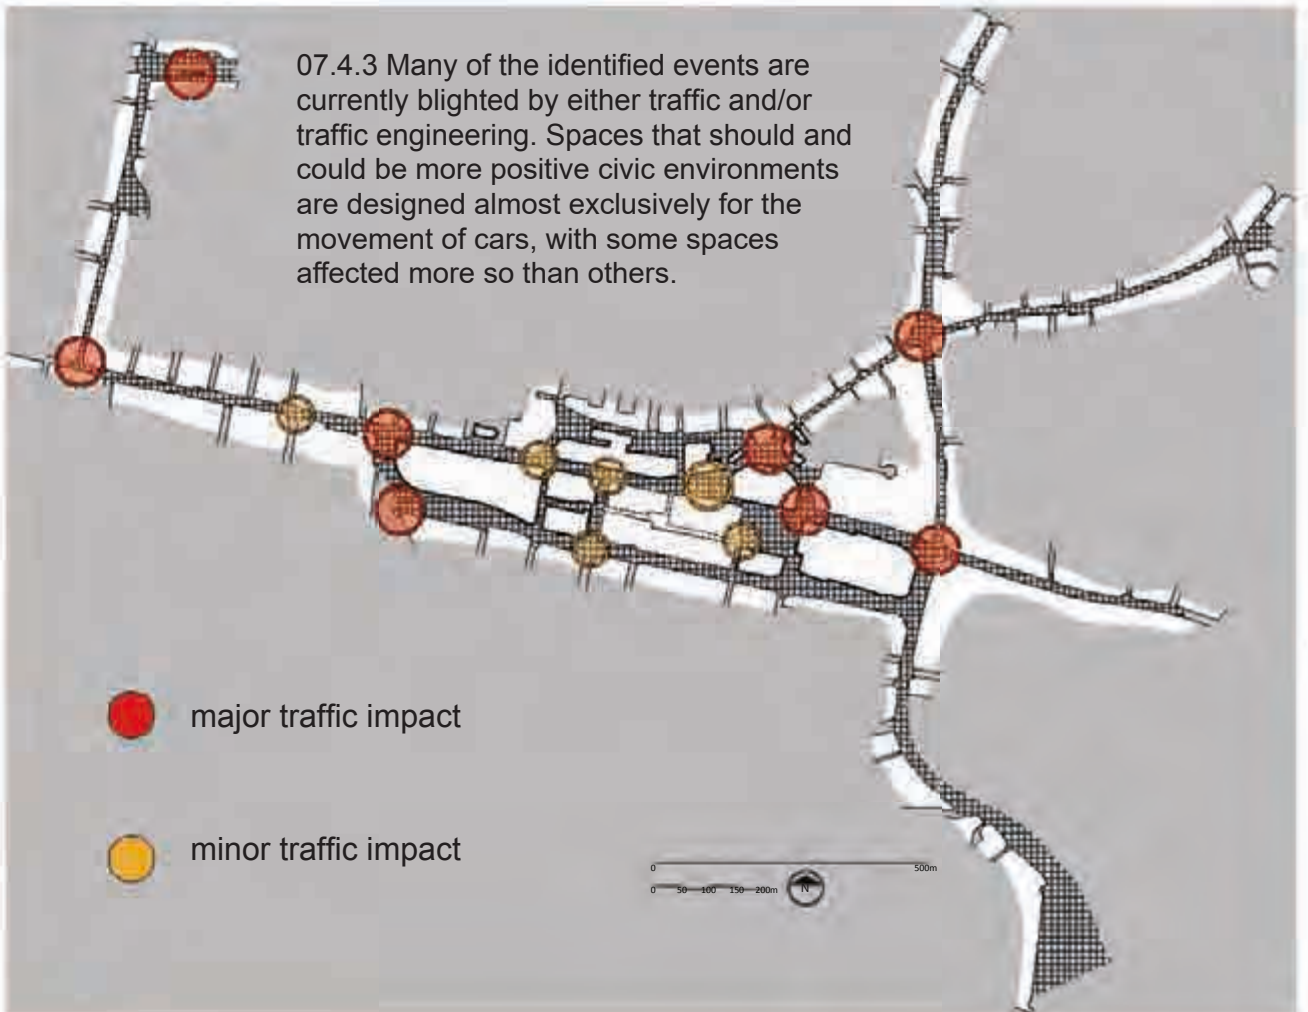 07.4.3 Many of the identified events are
currently blighted by either traffic and/or
traffic engineering. Spaces that should and
could be more positive civic environments
are designed almost exclusively for the
movement of cars, with some spaces
affected more so than others.
major traffic impact
minor traffic impact
0 500m
0 50 100 150 200m
N